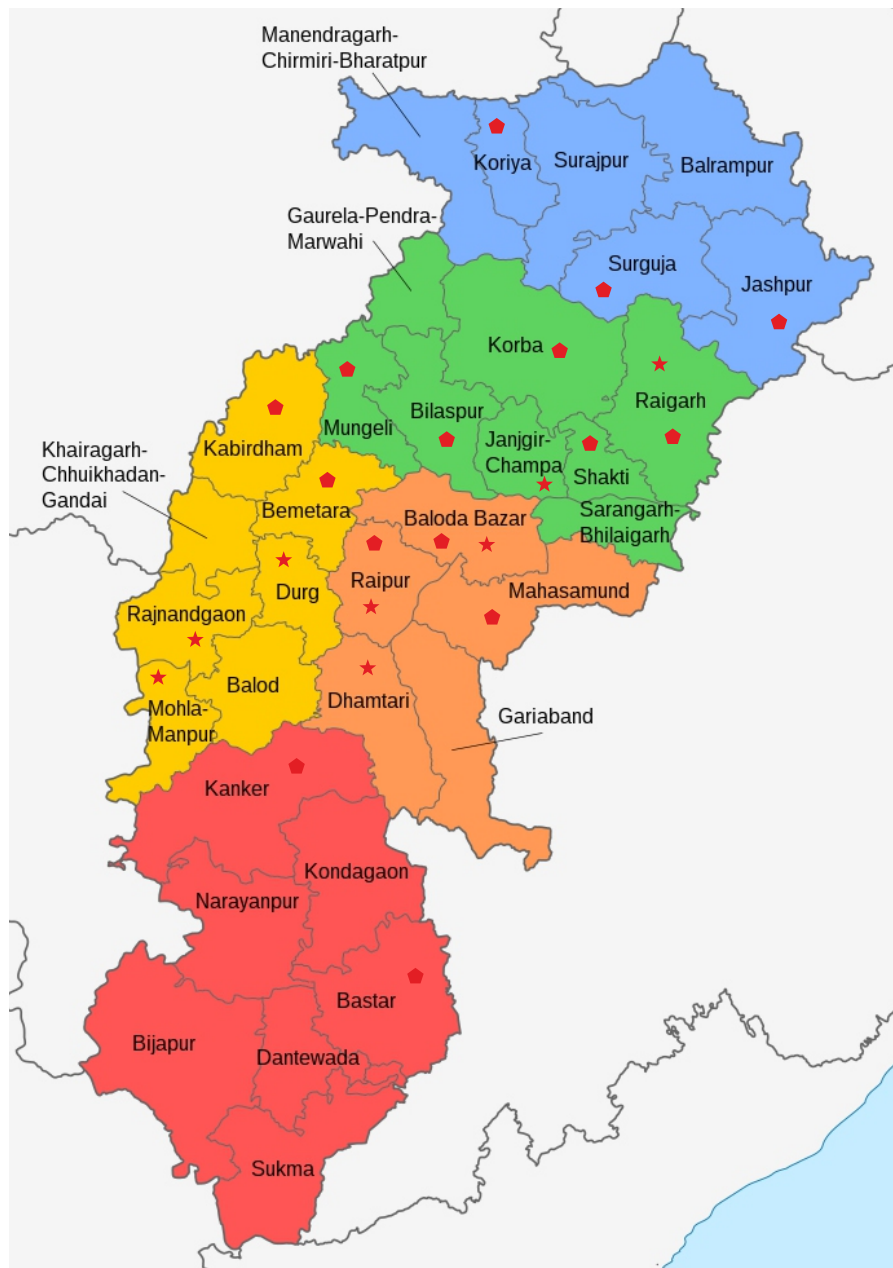 Manendragarh-
Chirmiri-Bharatpur
Koriya
Surajpur
Balrampur
Gaurela-Pendra-
Marwahi
Surguja
Jashpur
Korba
Raigarh
Bilaspur
Mungeli
Janjgir-
Champa
Kabirdham
Khairagarh-
Chhuikhadan-
Gandai
Shakti
Bemetara
Baloda Bazar
Sarangarh-
Bhilaigarh
Raipur
Durg
Mahasamund
Rajnandgaon
Balod
Dhamtari
Mohla-
Manpur
Gariaband
Kanker
Kondagaon
Narayanpur
Bastar
Bijapur
Dantewada
Sukma